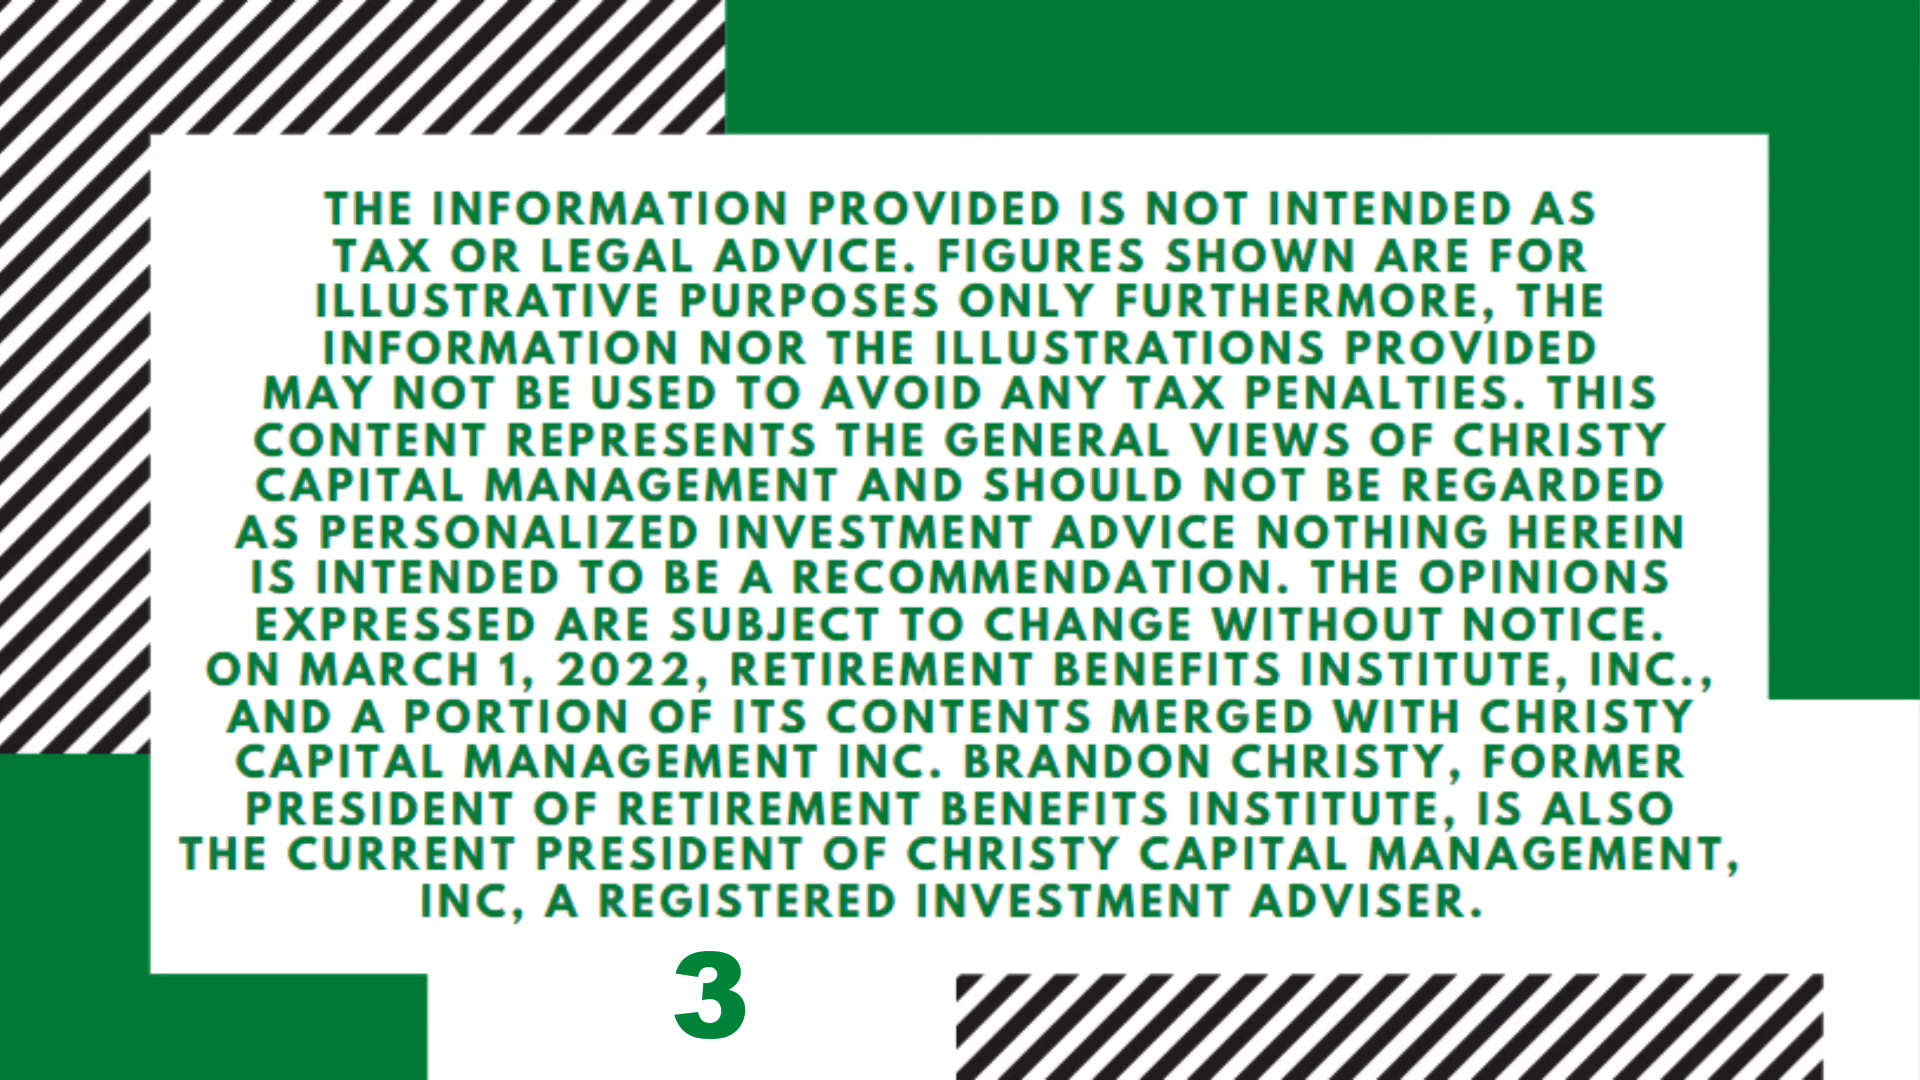 THE INFORMATION PROVIDED IS NOT INTENDED AS
TAX OR LEGAL ADVICE. FIGURES SHOWN ARE FOR
ILLUSTRATIVE PURPOSES ONLY FURTHERMORE, THE
INFORMATION NOR THE ILLUSTRATIONS PROVIDED
MAY NOT BE USED TO AVOID ANY TAX PENALTIES. THIS
CONTENT REPRESENTS THE GENERAL VIEWS OF CHRISTY
CAPITAL MANAGEMENT AND SHOULD NOT BE REGARDED
AS PERSONALIZED INVESTMENT ADVICE NOTHING HEREIN
IS INTENDED TO BE A RECOMMENDATION. THE OPINIONS
EXPRESSED ARE SUBJECT TO CHANGE WITHOUT NOTICE.
ON MARCH 1, 2022, RETIREMENT BENEFITS INSTITUTE, INC.,
AND A PORTION OF ITS CONTENTS MERGED WITH CHRISTY
CAPITAL MANAGEMENT INC. BRANDON CHRISTY, FORMER
PRESIDENT OF RETIREMENT BENEFITS INSTITUTE, IS ALSO
THE CURRENT PRESIDENT OF CHRISTY CAPITAL MANAGEMENT,
INC, A REGISTERED INVESTMENT ADVISER.
3